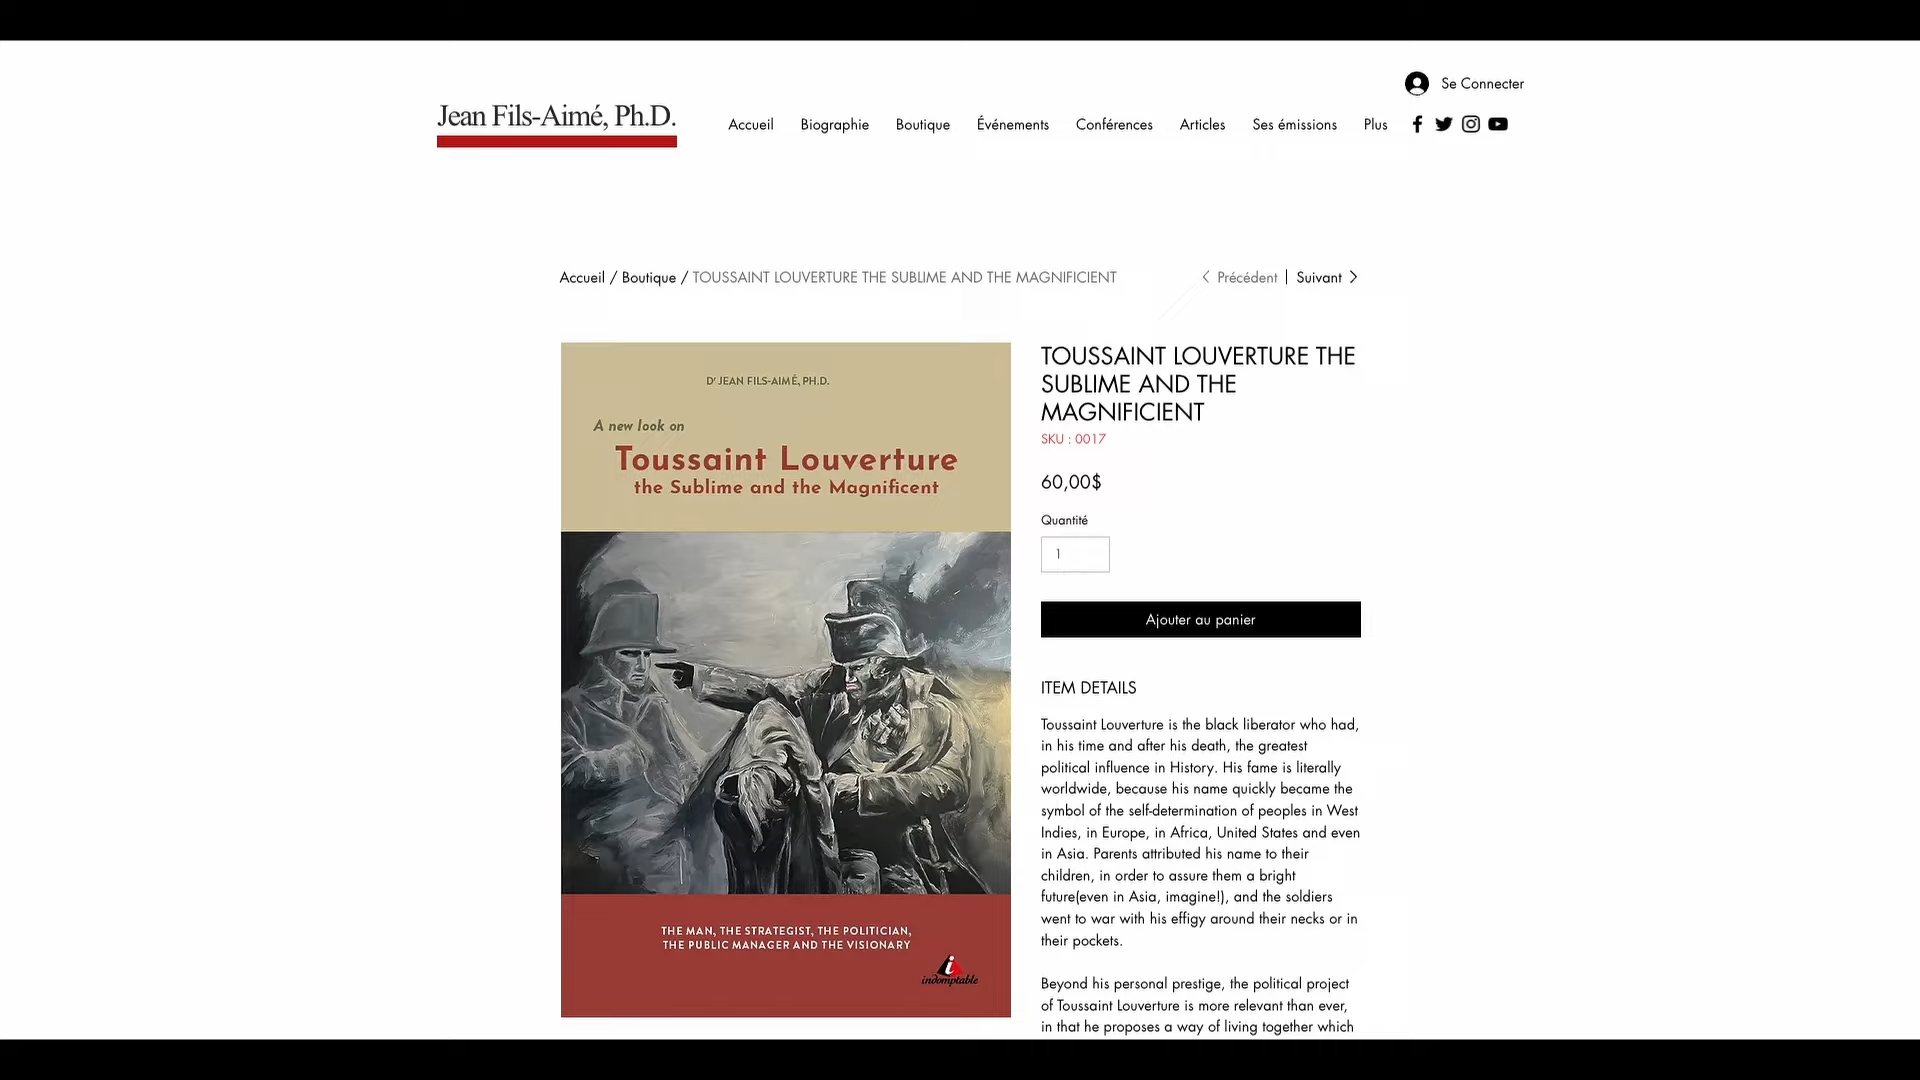 Se Connecter
Jean Fils-Aimé, Ph.D.
Accueil Biographie Boutique Événements Conférences Articles Ses émissions Plus
Accueil / Boutique / TOUSSAINT LOUVERTURE THE SUBLIME AND THE MAGNIFICIENT
Précédent | Suivant
D' JEAN FILS-AIMÉ, PH.D.
A new look on
Toussaint Louverture
the Sublime and the Magnificent
THE MAN, THE STRATEGIST, THE POLITICIAN,
THE PUBLIC MANAGER AND THE VISIONARY
i
indomptable
TOUSSAINT LOUVERTURE THE
SUBLIME AND THE
MAGNIFICIENT
SKU : 0017
60,00$
Quantité
1
Ajouter au panier
ITEM DETAILS
Toussaint Louverture is the black liberator who had,
in his time and after his death, the greatest
political influence in History. His fame is literally
worldwide, because his name quickly became the
symbol of the self-determination of peoples in West
Indies, in Europe, in Africa, United States and even
in Asia. Parents attributed his name to their
children, in order to assure them a bright
future(even in Asia, imagine!), and the soldiers
went to war with his effigy around their necks or in
their pockets.
Beyond his personal prestige, the political project
of Toussaint Louverture is more relevant than ever,
in that he proposes a way of living together which